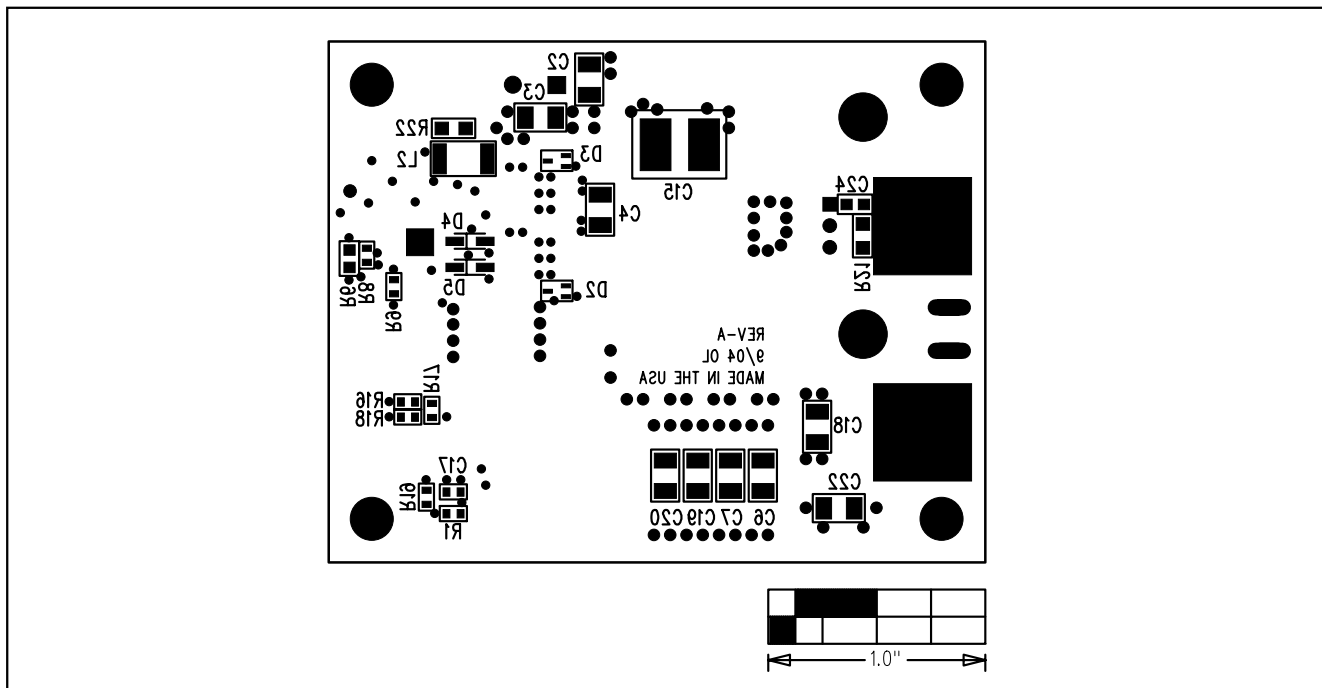 C2
C3
R22
L2
D3
C15
C4
C24
D4
R21
D5
D2
R6
R8
R9
REV-A
9/04 OL
MADE IN THE USA
R17
R16
R18
C18
C17
R19
R1
C22
C20
C19
C7
C6
1.0"